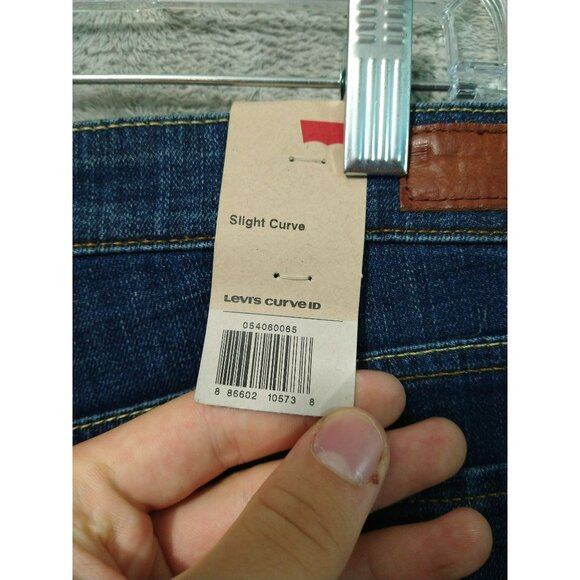 Slight Curve
Levi's Curve ID
054060065
8 86602 10573 8